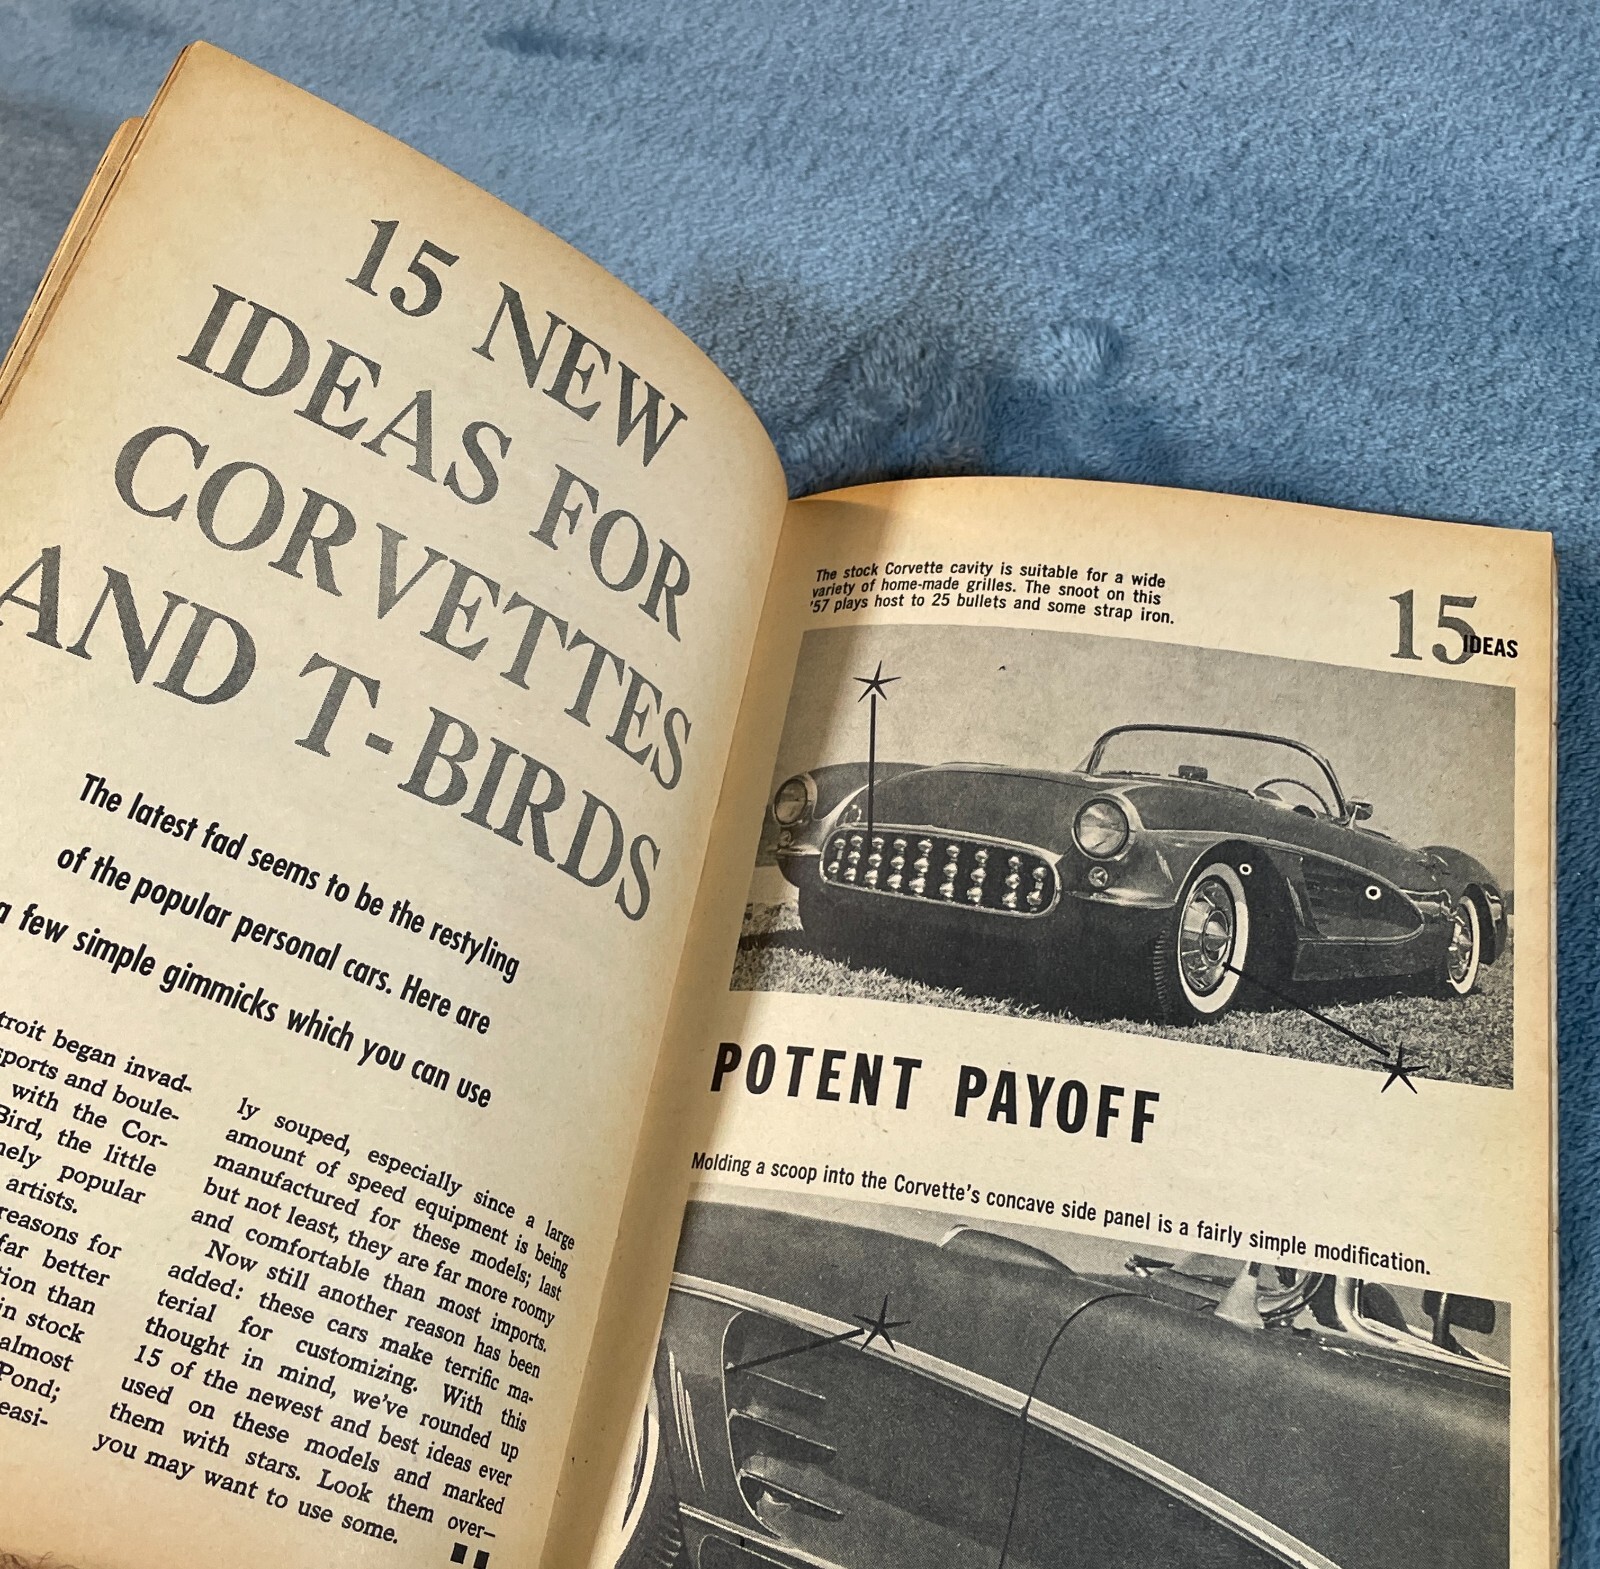 15 NEW
IDEAS FOR
CORVETTES
AND T-BIRDS
The latest fad seems to be the restyling
of the popular personal cars. Here are
a few simple gimmicks which you can use
troit began invad-
sports and boule-
with the Cor-
Bird, the little
nely popular
artists.
reasons for
far better
tion than
in stock
almost
Pond;
easi-
ly souped, especially since a large
amount of speed equipment is being
manufactured for these models; last
but not least, they are far more roomy
and comfortable than most imports.
Now still another reason has been
added: these cars make terrific ma-
terial for customizing. With this
thought in mind, we've rounded up
15 of the newest and best ideas ever
used on these models and marked
them with stars. Look them over—
you may want to use some.
The stock Corvette cavity is suitable for a wide
variety of home-made grilles. The snoot on this
'57 plays host to 25 bullets and some strap iron.
15 IDEAS
POTENT PAYOFF
Molding a scoop into the Corvette's concave side panel is a fairly simple modification.